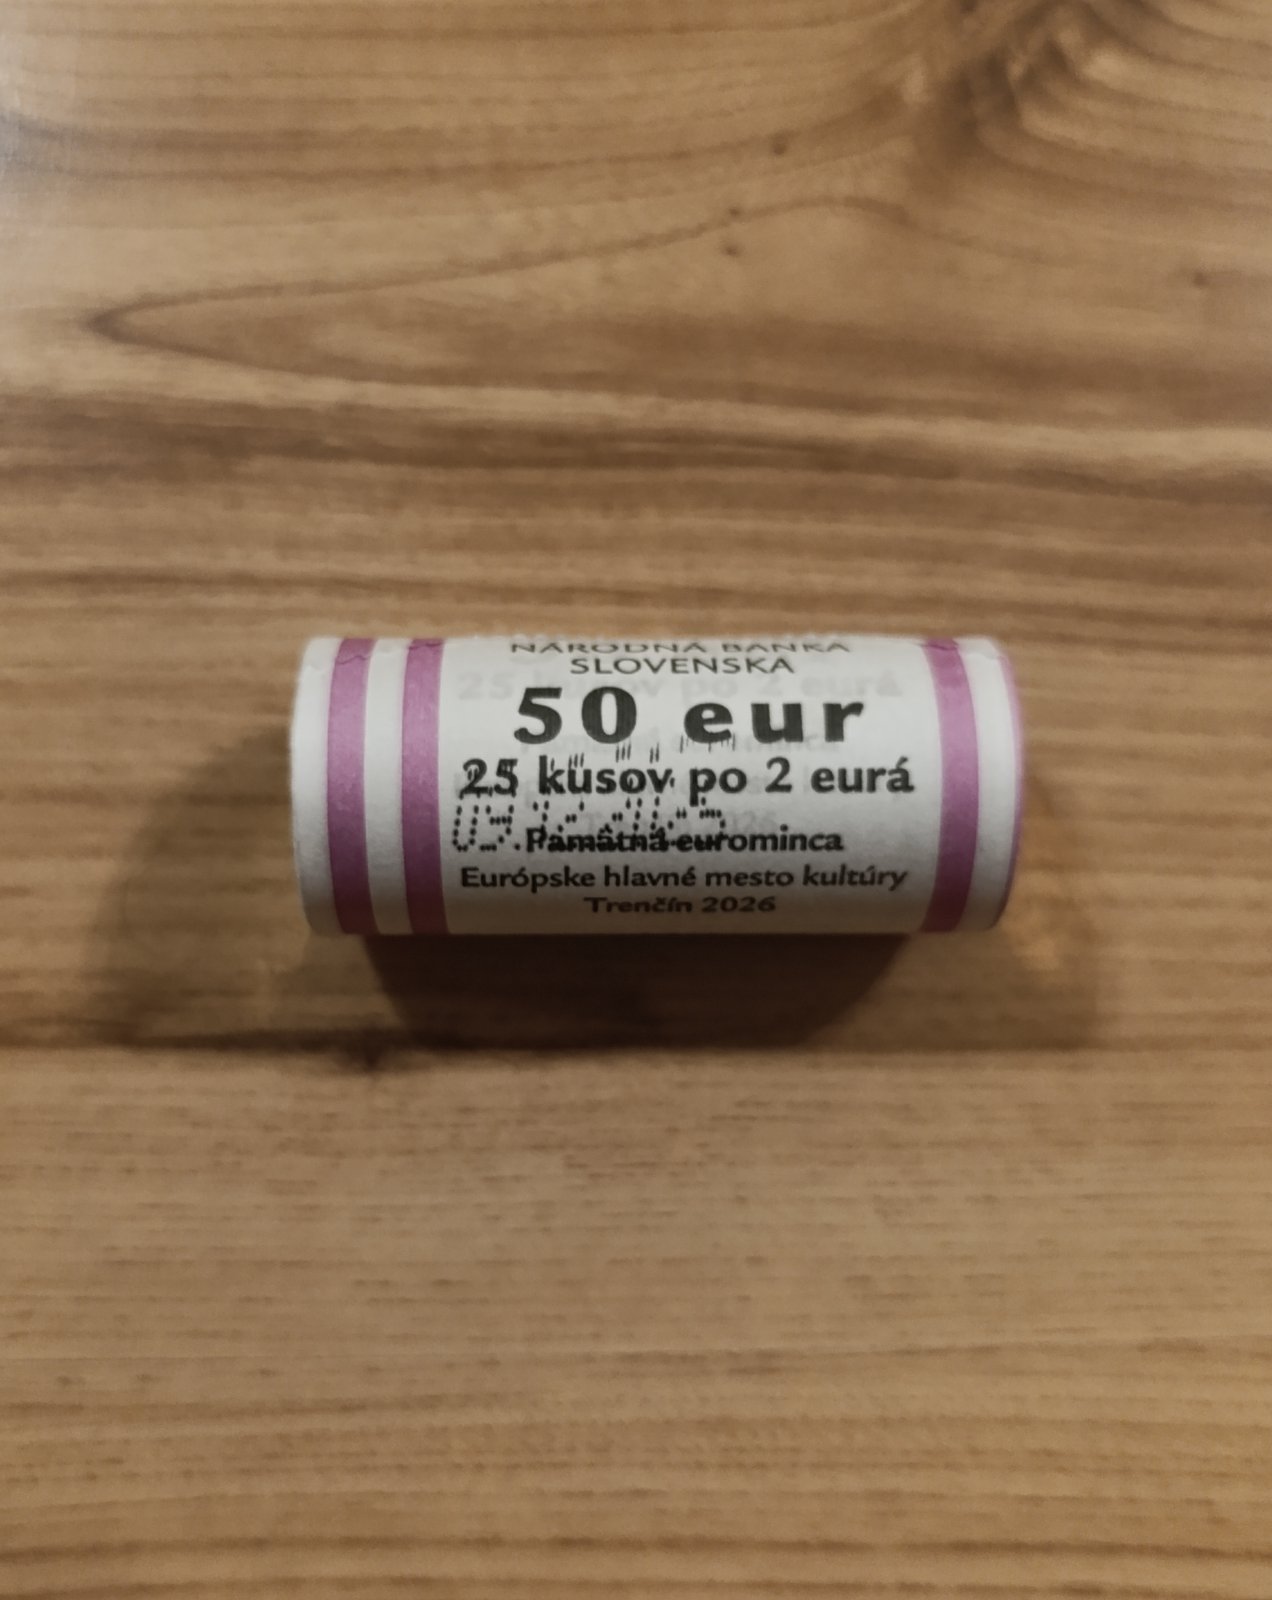 NÁRODNÁ BANKA
SLOVENSKA
50 eur
25 kusov po 2 eurá
Pamätná eurominca
Európske hlavné mesto kultúry
Trenčín 2026